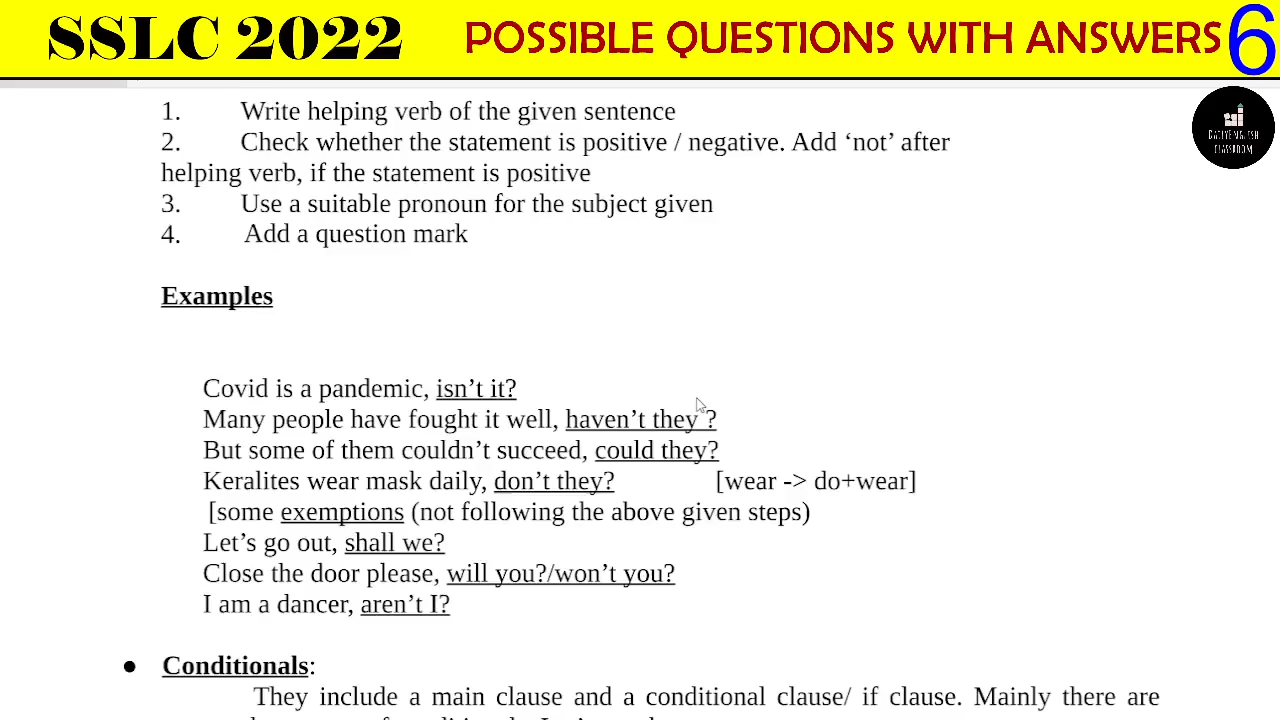 SSLC 2022 POSSIBLE QUESTIONS WITH ANSWERS 6
DAILYENGLISH
CLASSROOM
1. Write helping verb of the given sentence
2. Check whether the statement is positive / negative. Add ‘not’ after
helping verb, if the statement is positive
3. Use a suitable pronoun for the subject given
4. Add a question mark
Examples
Covid is a pandemic, isn’t it?
Many people have fought it well, haven’t they ?
But some of them couldn’t succeed, could they?
Keralites wear mask daily, don’t they? [wear -> do+wear]
[some exemptions (not following the above given steps)
Let’s go out, shall we?
Close the door please, will you?/won’t you?
I am a dancer, aren’t I?
● Conditionals:
They include a main clause and a conditional clause/ if clause. Mainly there are